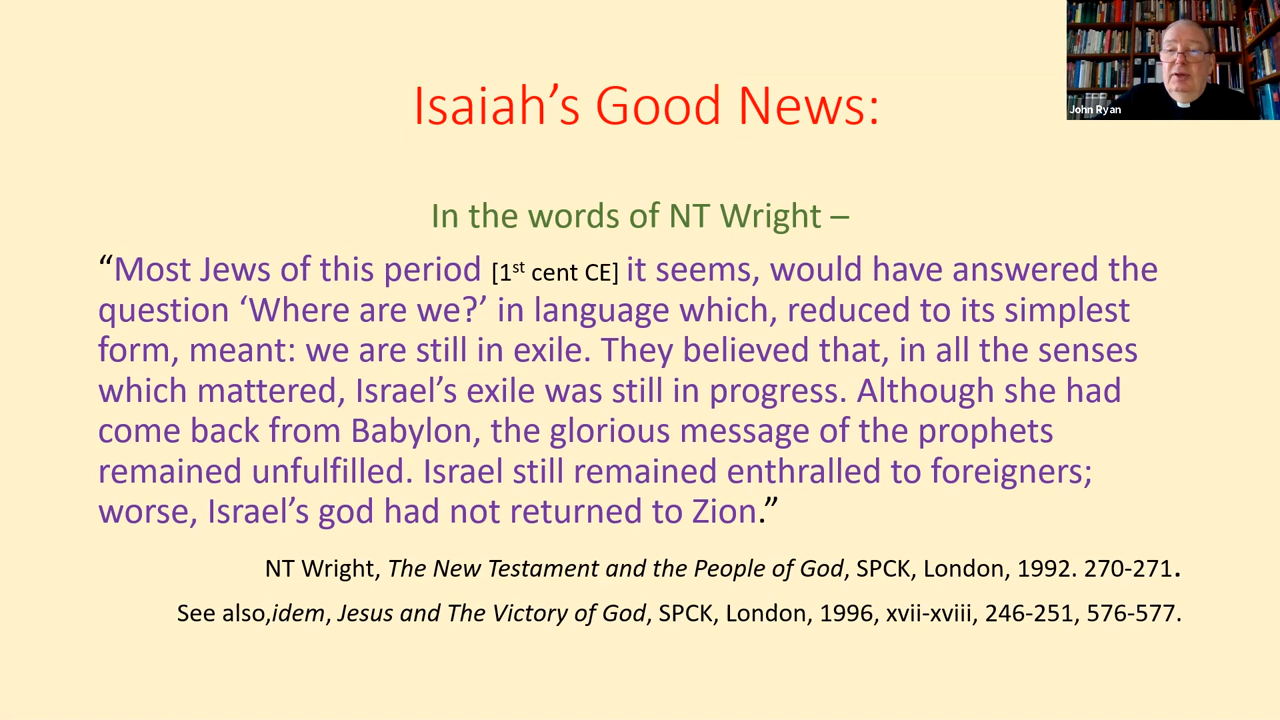 John Ryan
Isaiah’s Good News:
In the words of NT Wright –
“Most Jews of this period [1st cent CE] it seems, would have answered the
question ‘Where are we?’ in language which, reduced to its simplest
form, meant: we are still in exile. They believed that, in all the senses
which mattered, Israel’s exile was still in progress. Although she had
come back from Babylon, the glorious message of the prophets
remained unfulfilled. Israel still remained enthralled to foreigners;
worse, Israel’s god had not returned to Zion.”
NT Wright, The New Testament and the People of God, SPCK, London, 1992. 270-271.
See also,idem, Jesus and The Victory of God, SPCK, London, 1996, xvii-xviii, 246-251, 576-577.